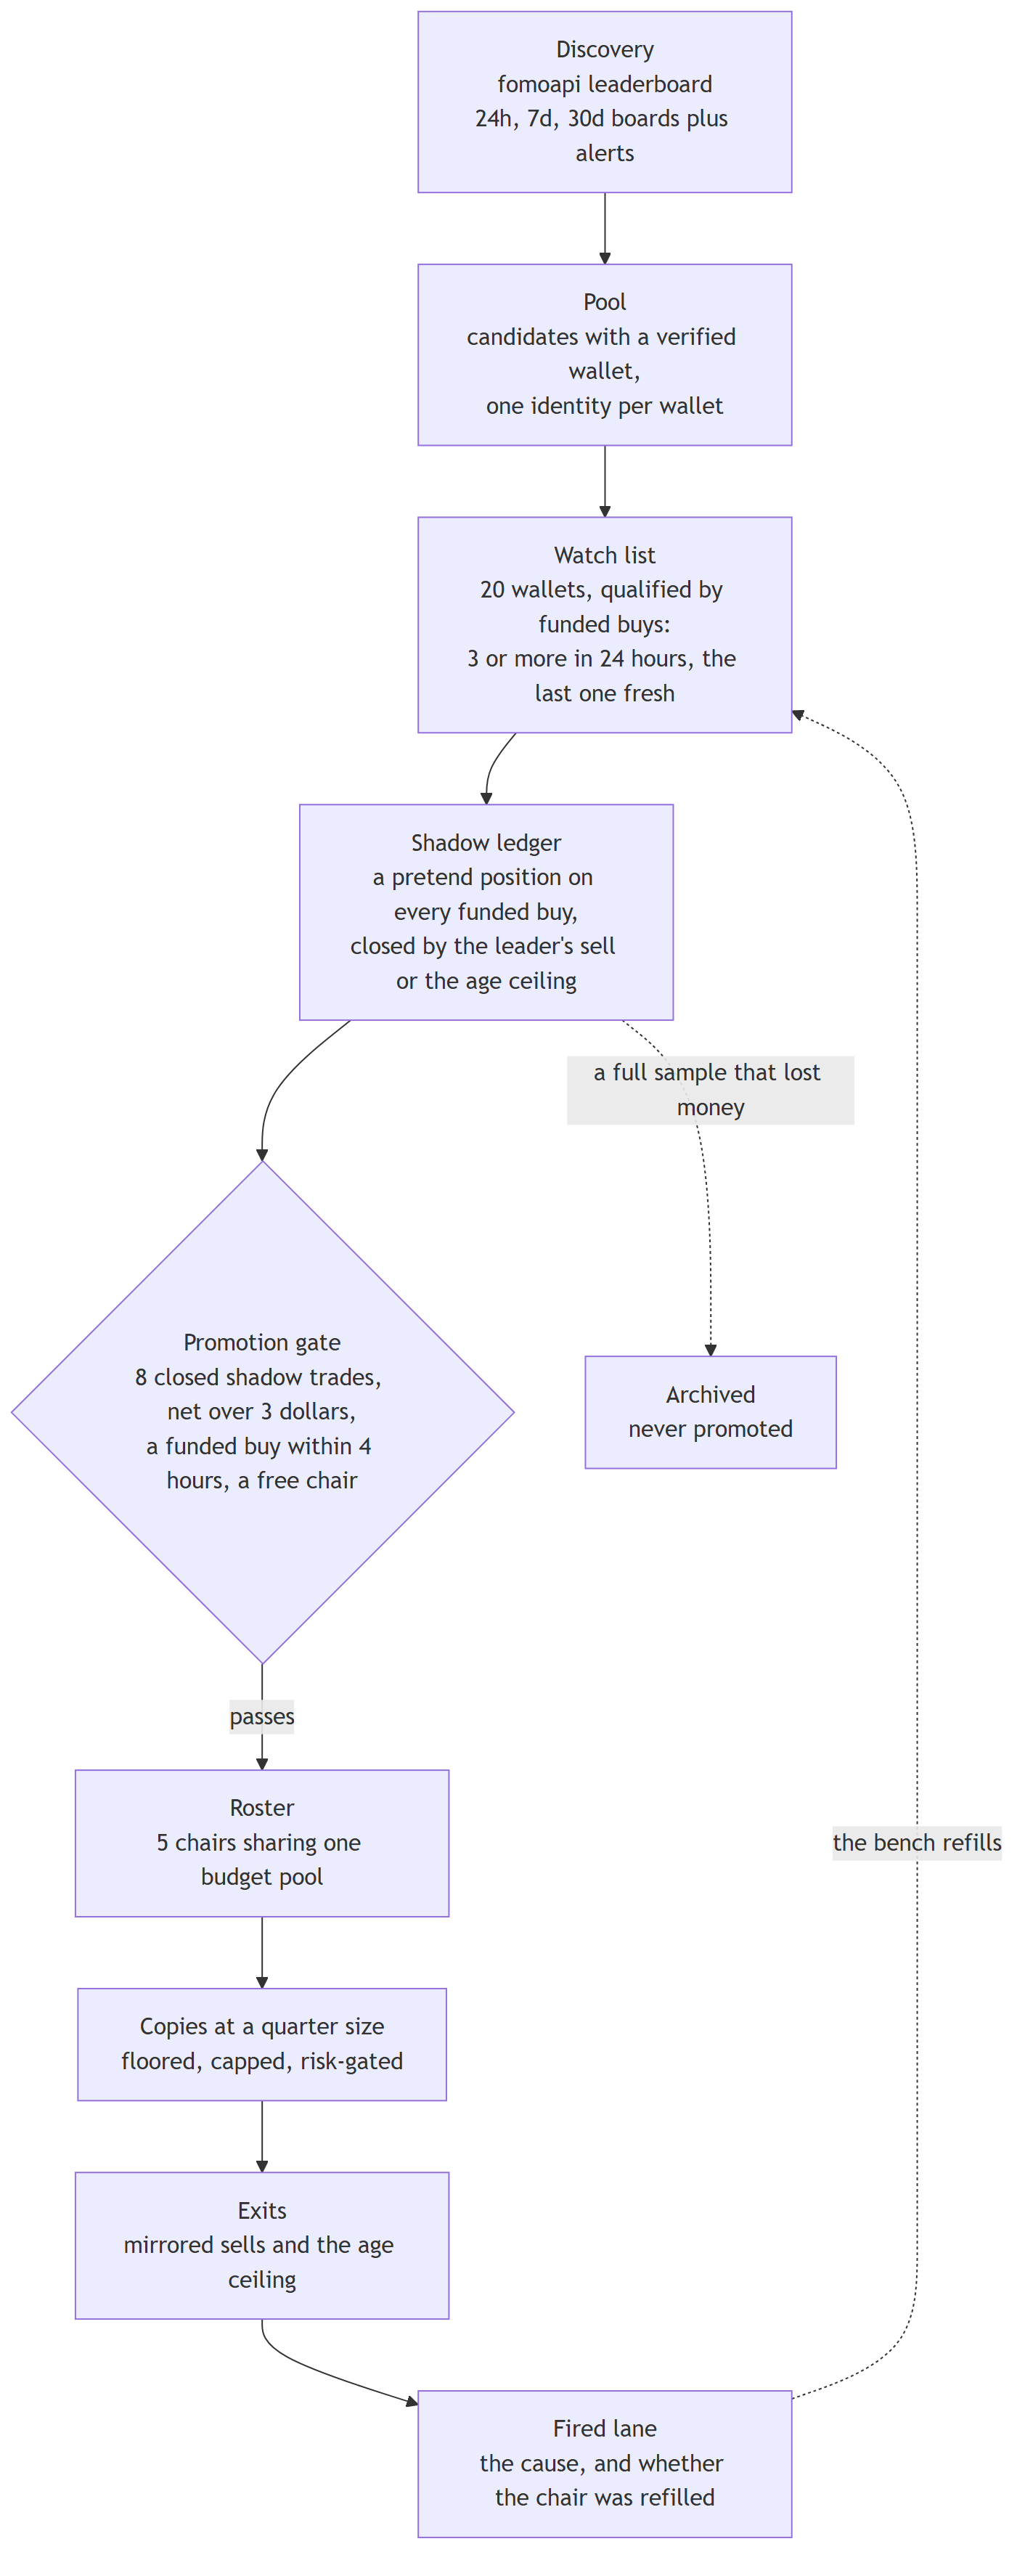 Discovery
fomoapi leaderboard
24h, 7d, 30d boards plus
alerts
Pool
candidates with a verified
wallet,
one identity per wallet
Watch list
20 wallets, qualified by
funded buys:
3 or more in 24 hours, the
last one fresh
Shadow ledger
a pretend position on
every funded buy,
closed by the leader's sell
or the age ceiling
a full sample that lost
money
Promotion gate
8 closed shadow trades,
net over 3 dollars,
a funded buy within 4
hours, a free chair
Archived
never promoted
passes
Roster
5 chairs sharing one
budget pool
the bench refills
Copies at a quarter size
floored, capped, risk-gated
Exits
mirrored sells and the age
ceiling
Fired lane
the cause, and whether
the chair was refilled